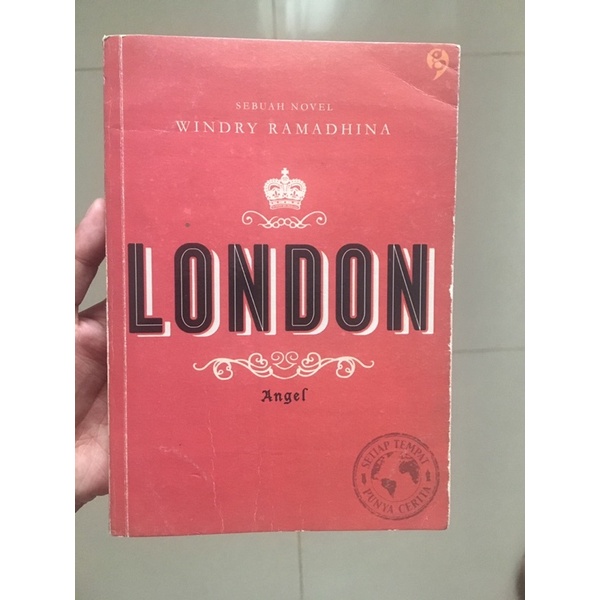 SEBUAH NOVEL
WINDRY RAMADHINA
LONDON
Angel
SETIAP TEMPAT
PUNYA CERITA